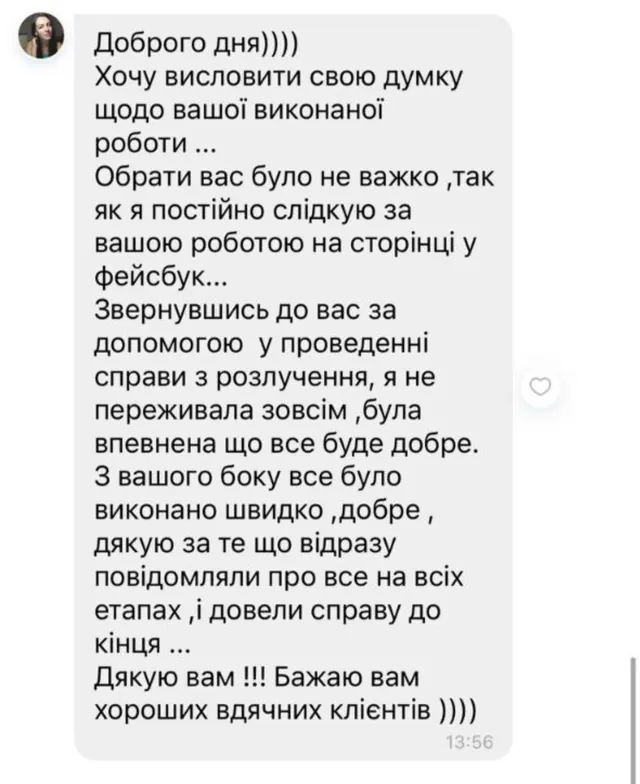 Доброго дня))))
Хочу висловити свою думку
щодо вашої виконаної
роботи ...
Обрати вас було не важко ,так
як я постійно слідкую за
вашою роботою на сторінці у
фейсбук...
Звернувшись до вас за
допомогою  у проведенні
справи з розлучення, я не
переживала зовсім ,була
впевнена що все буде добре.
З вашого боку все було
виконано швидко ,добре ,
дякую за те що відразу
повідомляли про все на всіх
етапах ,і довели справу до
кінця ...
Дякую вам !!! Бажаю вам
хороших вдячних клієнтів ))))
13:56